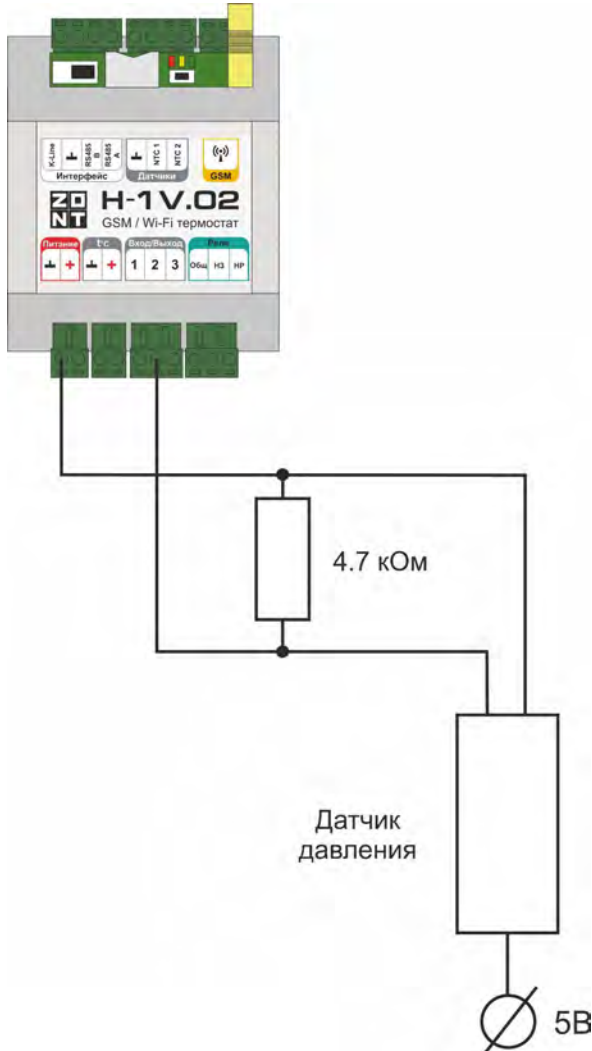 K-Line
RS485 B
RS485 A
NTC 1
NTC 2
Интерфейс
Датчики
GSM
ZONT
H-1V.02
GSM / Wi-Fi термостат
Питание
t°C
Вход/Выход
Реле
+
+
1 2 3
Общ НЗ НР
4.7 кОм
Датчик
давления
5В